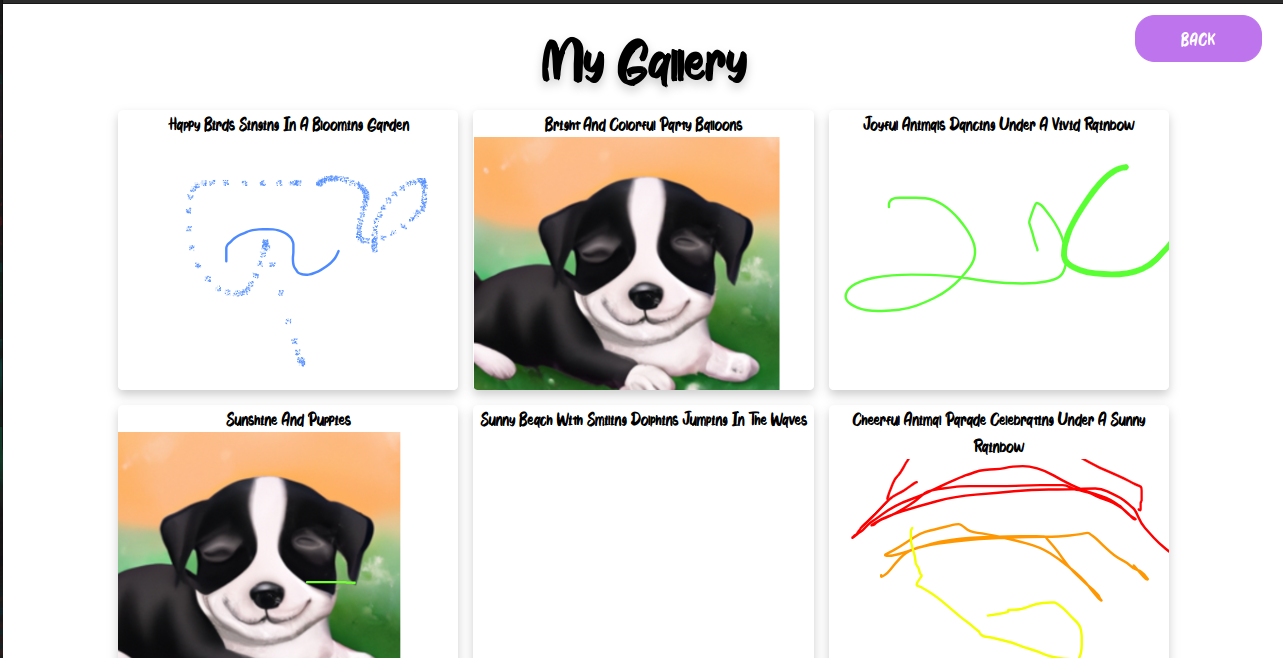 BACK
My Gallery
Happy Birds Singing In A Blooming Garden
Bright And Colorful Party Balloons
Joyful Animals Dancing Under A Vivid Rainbow
Sunshine And Puppies
Sunny Beach With Smiling Dolphins Jumping In The Waves
Cheerful Animal Parade Celebrating Under A Sunny
Rainbow